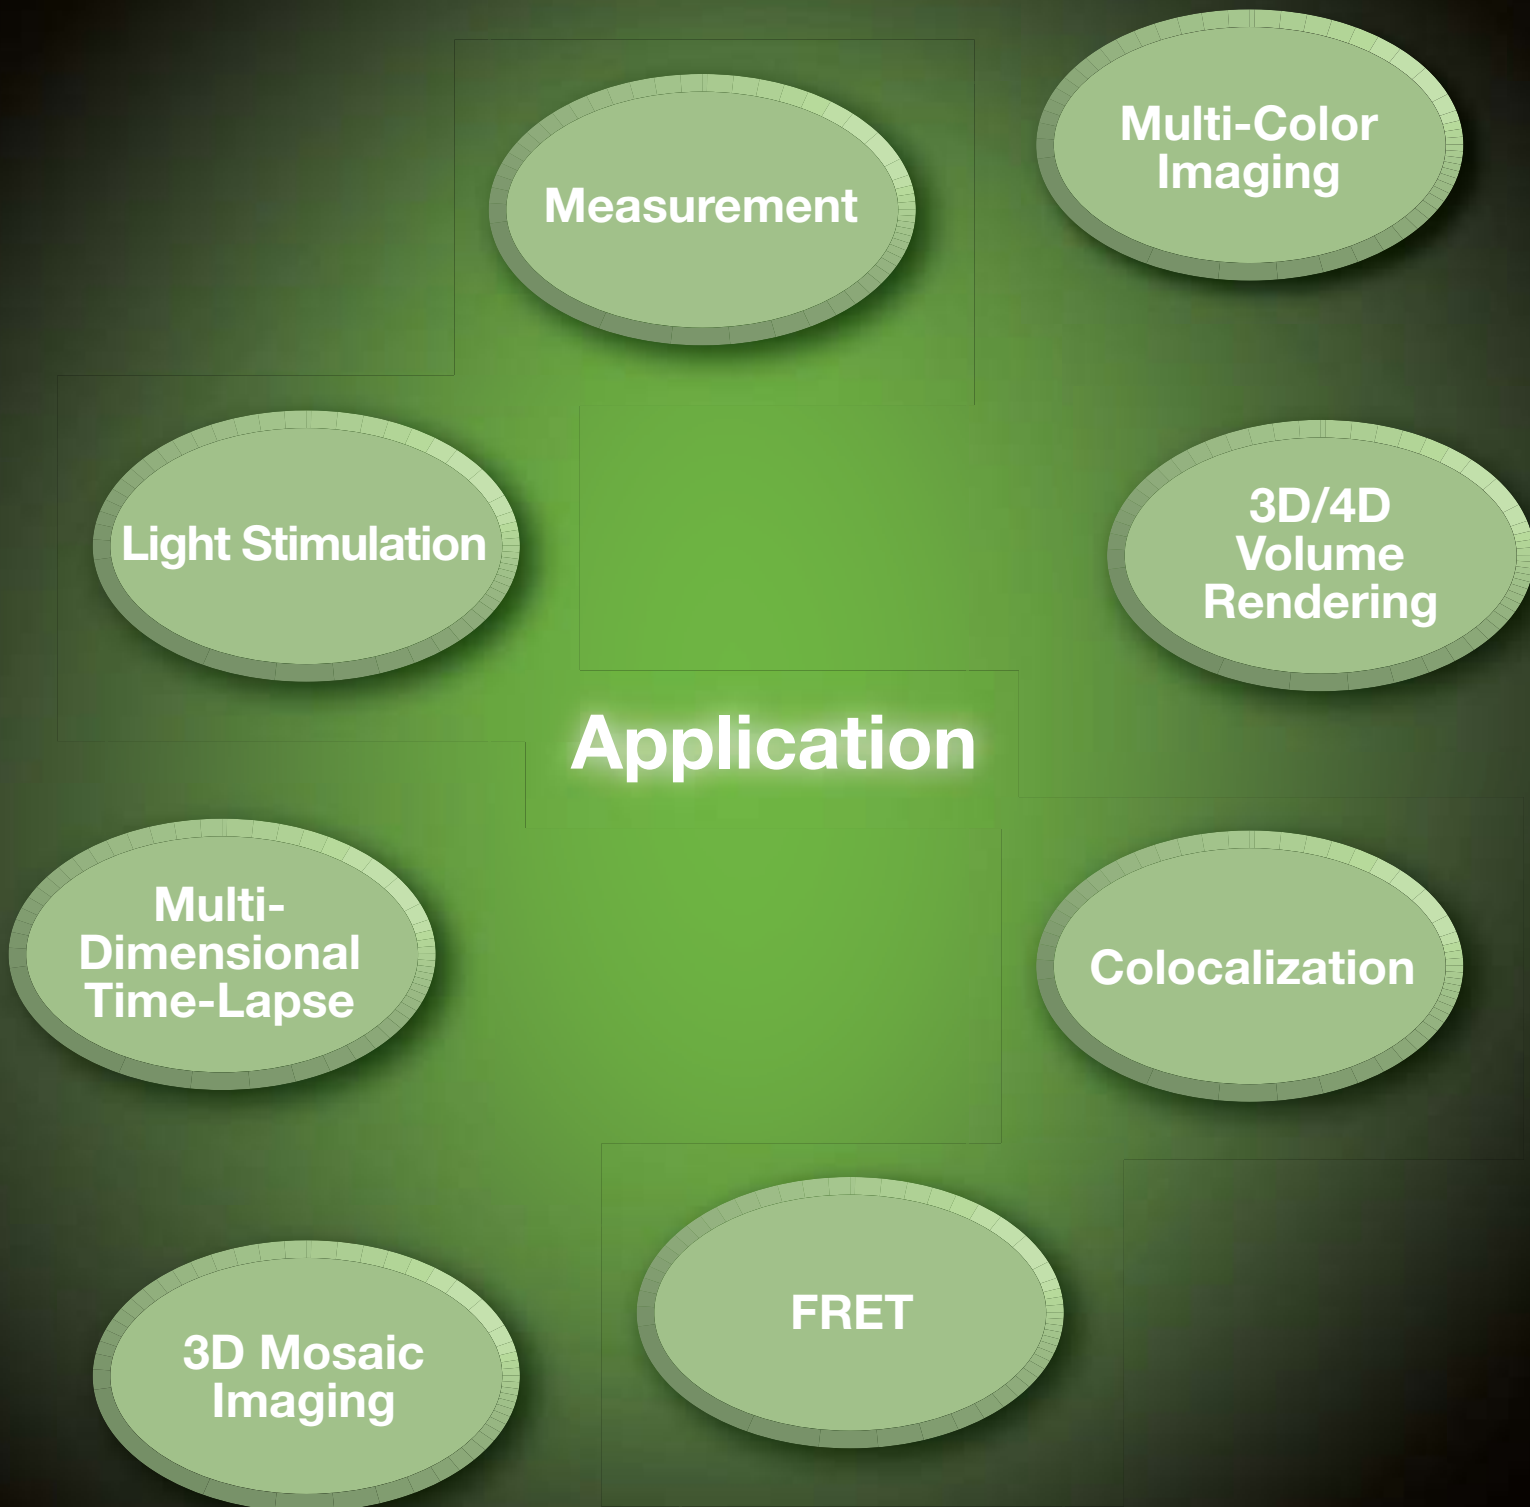 Multi-Color
Imaging
Measurement
3D/4D
Volume
Rendering
Light Stimulation
Application
Multi-
Dimensional
Time-Lapse
Colocalization
FRET
3D Mosaic
Imaging